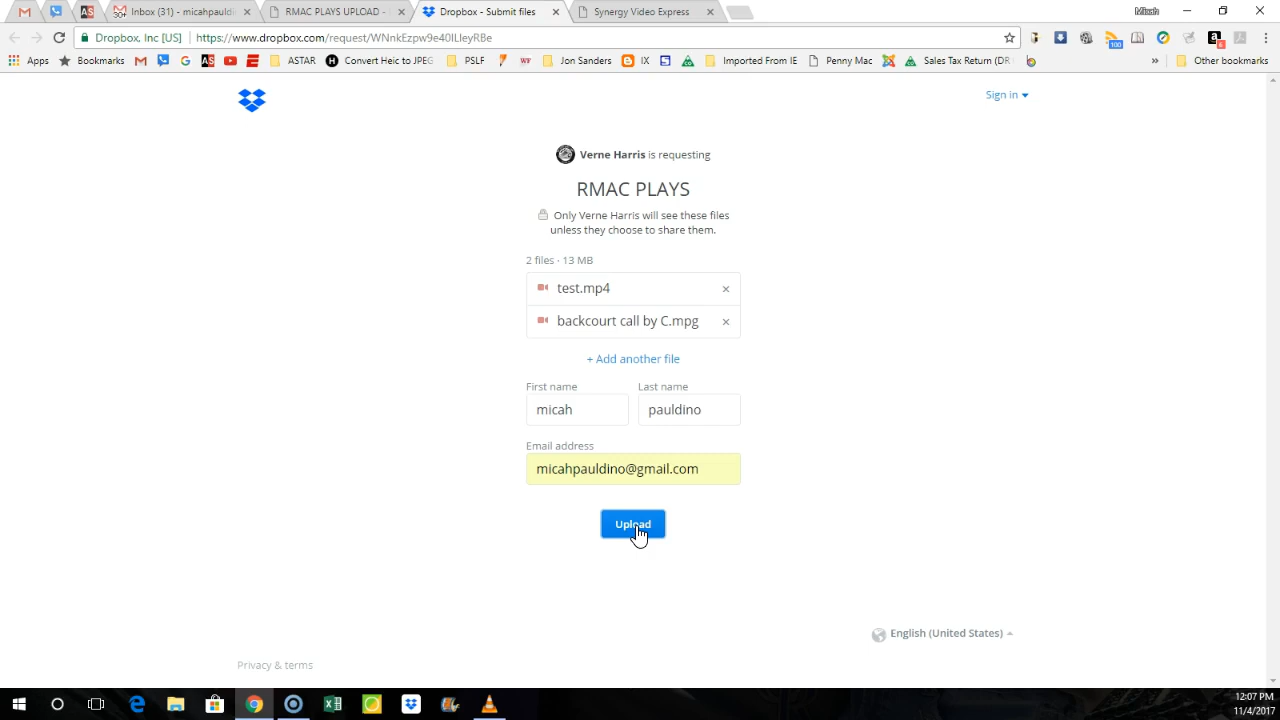 30+
Inbox (31) - micahpauldi
RMAC PLAYS UPLOAD -
Dropbox - Submit files
Synergy Video Express
Micah
Dropbox, Inc [US]
https://www.dropbox.com/request/WNnkEzpw9e40ILIeyRBe
100
6
Apps
Bookmarks
ASTAR
Convert Heic to JPEG
PSLF
WF
Jon Sanders
IX
Imported From IE
Penny Mac
Sales Tax Return (DR
»
Other bookmarks
Sign in
Verne Harris is requesting
RMAC PLAYS
Only Verne Harris will see these files
unless they choose to share them.
2 files · 13 MB
test.mp4
backcourt call by C.mpg
+ Add another file
First name
Last name
micah
pauldino
Email address
micahpauldino@gmail.com
Upload
English (United States)
Privacy & terms
12:07 PM
11/4/2017